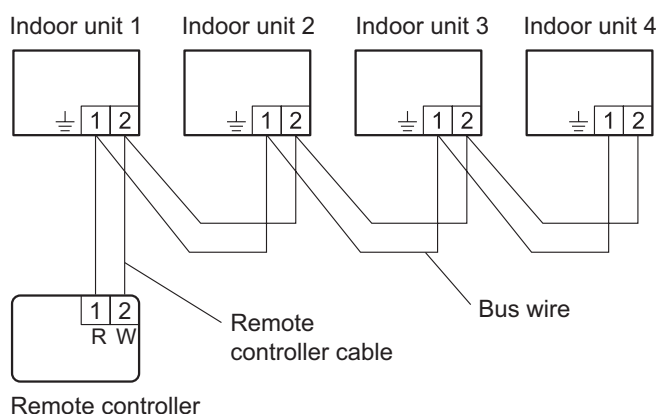 Indoor unit 1 Indoor unit 2 Indoor unit 3 Indoor unit 4
1 2 1 2 1 2 1 2
1 2
R W
Remote
controller cable
Bus wire
Remote controller